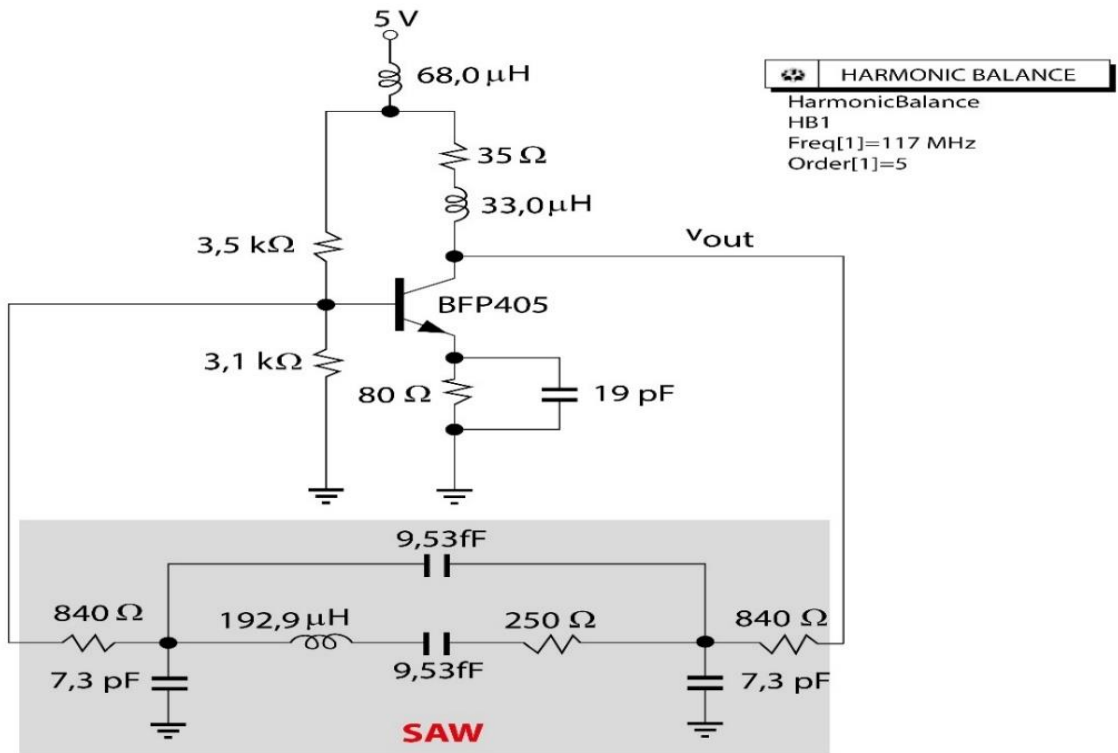 5 V
68,0 μH
35 Ω
33,0 μH
3,5 kΩ
vout
BFP405
3,1 kΩ
80 Ω
19 pF
HARMONIC BALANCE
HarmonicBalance
HB1
Freq[1]=117 MHz
Order[1]=5
9,53fF
840 Ω
192,9 μH
250 Ω
840 Ω
9,53fF
7,3 pF
7,3 pF
SAW